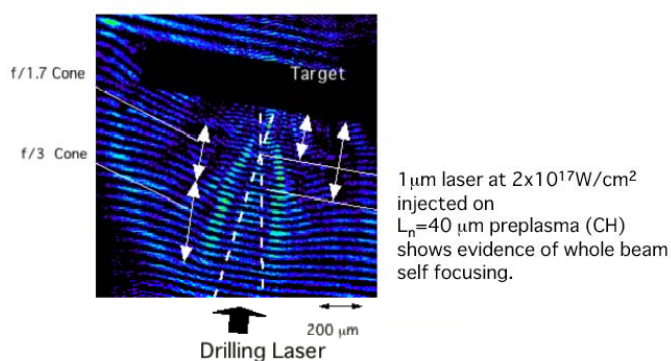 f/1.7 Cone
Target
f/3 Cone
1μm laser at 2x10¹⁷W/cm²
injected on
Lₙ=40 μm preplasma (CH)
shows evidence of whole beam
self focusing.
200 μm
Drilling Laser